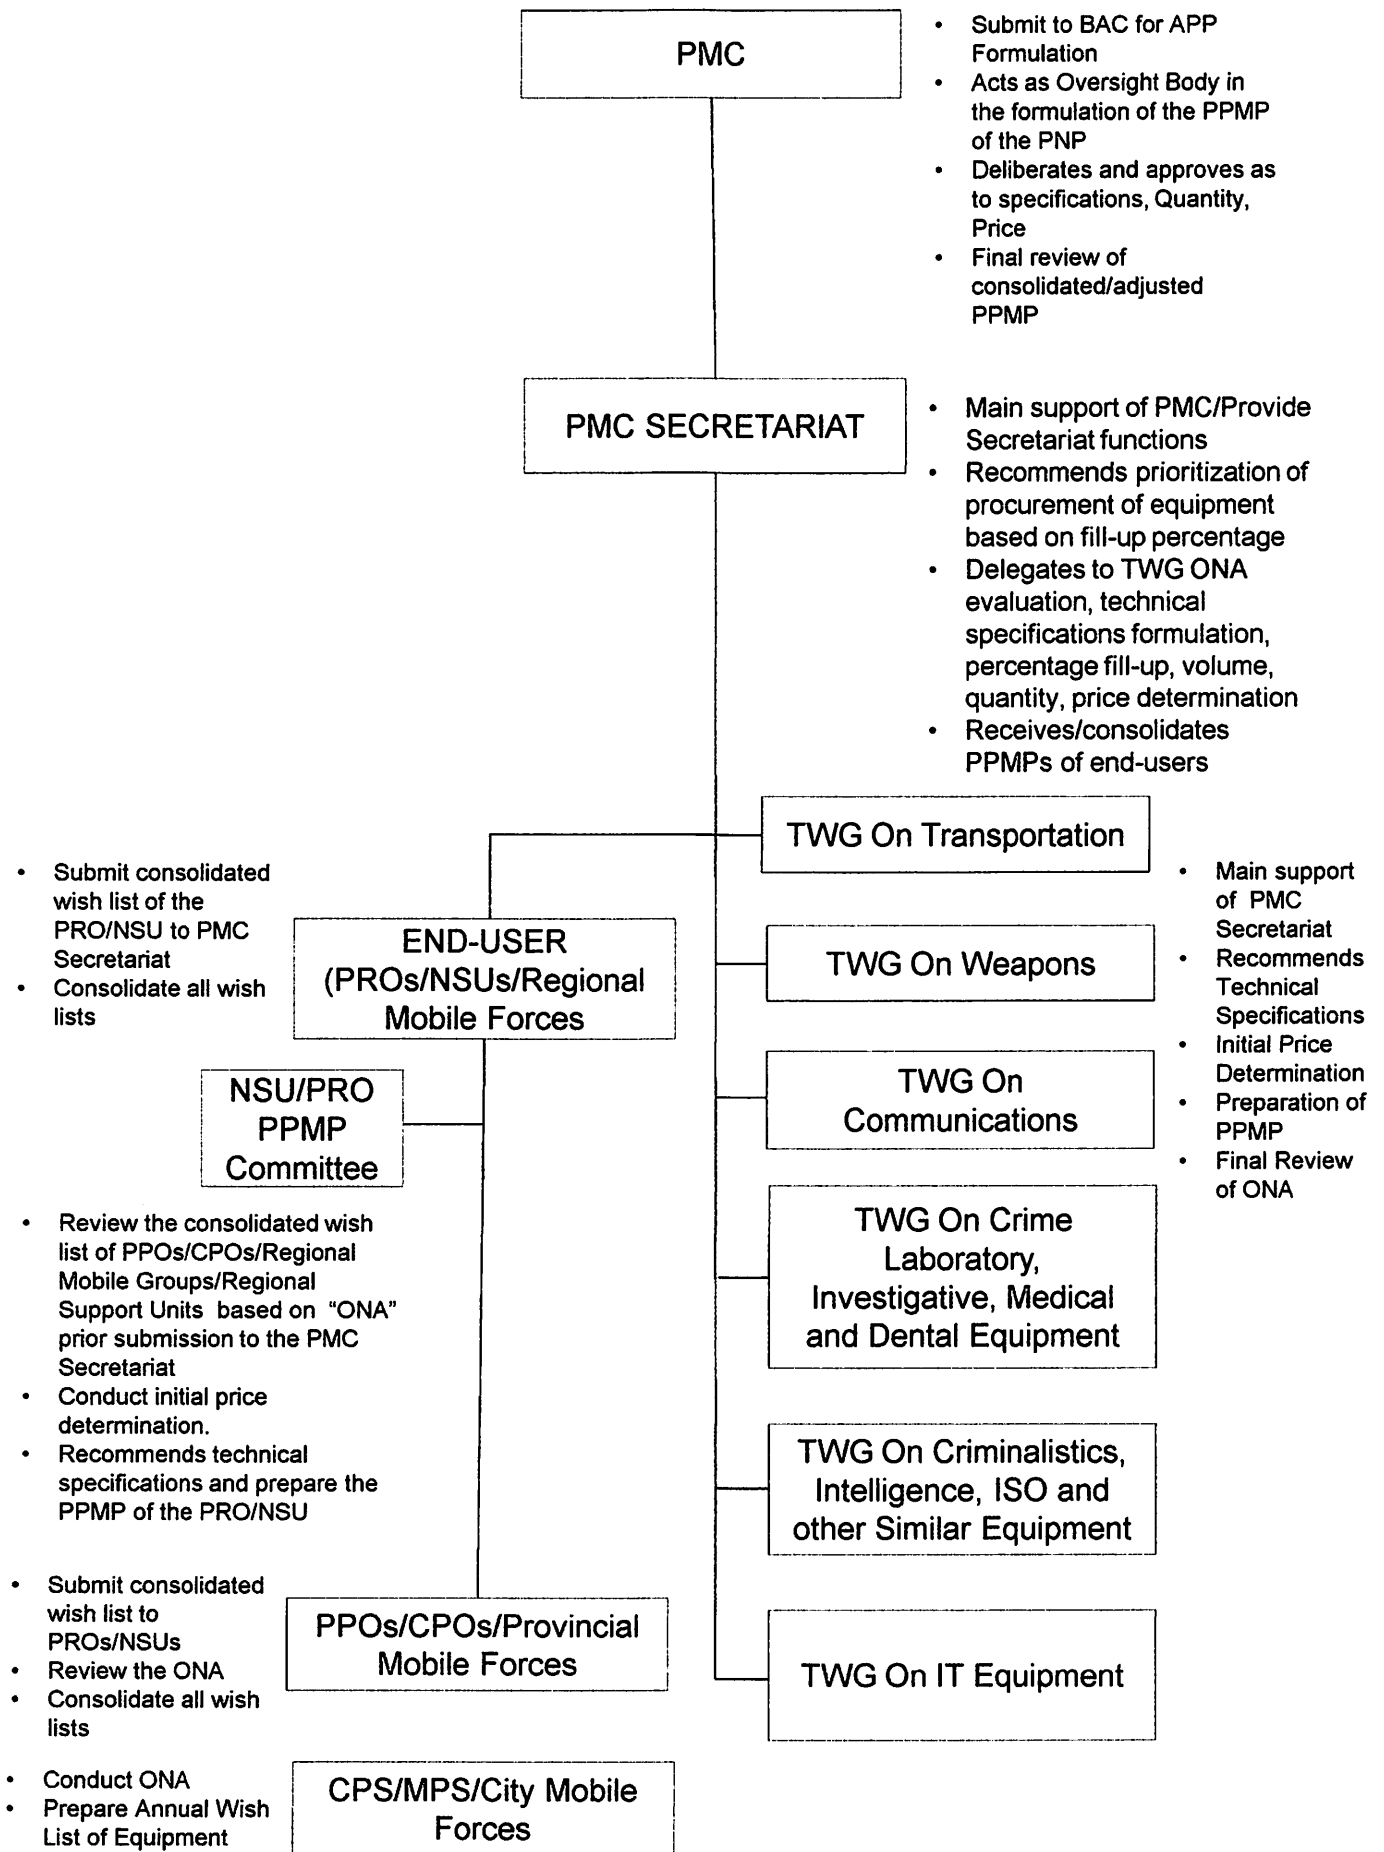 PMC
• Submit to BAC for APP
Formulation
• Acts as Oversight Body in
the formulation of the PPMP
of the PNP
• Deliberates and approves as
to specifications, Quantity,
Price
• Final review of
consolidated/adjusted
PPMP
PMC SECRETARIAT
• Main support of PMC/Provide
Secretariat functions
• Recommends prioritization of
procurement of equipment
based on fill-up percentage
• Delegates to TWG ONA
evaluation, technical
specifications formulation,
percentage fill-up, volume,
quantity, price determination
• Receives/consolidates
PPMPs of end-users
TWG On Transportation
• Submit consolidated
wish list of the
PRO/NSU to PMC
Secretariat
• Consolidate all wish
lists
END-USER
(PROs/NSUs/Regional
Mobile Forces
TWG On Weapons
• Main support
of PMC
Secretariat
• Recommends
Technical
Specifications
• Initial Price
Determination
• Preparation of
PPMP
• Final Review
of ONA
NSU/PRO
PPMP
Committee
TWG On
Communications
• Review the consolidated wish
list of PPOs/CPOs/Regional
Mobile Groups/Regional
Support Units based on “ONA”
prior submission to the PMC
Secretariat
• Conduct initial price
determination.
• Recommends technical
specifications and prepare the
PPMP of the PRO/NSU
TWG On Crime
Laboratory,
Investigative, Medical
and Dental Equipment
TWG On Criminalistics,
Intelligence, ISO and
other Similar Equipment
• Submit consolidated
wish list to
PROs/NSUs
• Review the ONA
• Consolidate all wish
lists
PPOs/CPOs/Provincial
Mobile Forces
TWG On IT Equipment
• Conduct ONA
• Prepare Annual Wish
List of Equipment
CPS/MPS/City Mobile
Forces